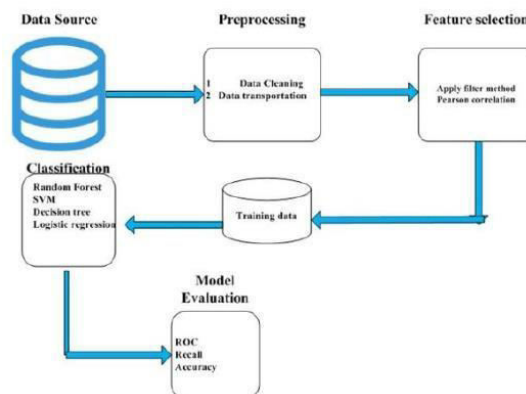 Data Source
Preprocessing
Feature selection
1 Data Cleaning
2 Data transportation
Apply filter method
Pearson correlation
Classification
Random Forest
SVM
Decision tree
Logistic regression
Training data
Model
Evaluation
ROC
Recall
Accuracy